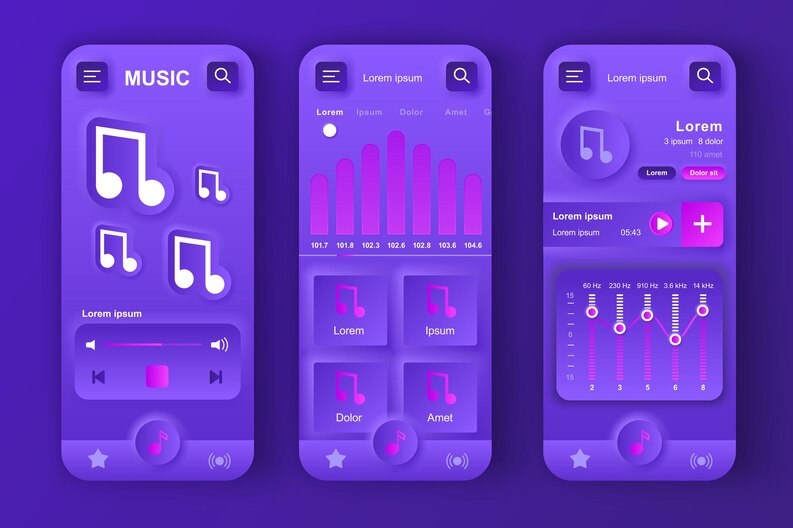 MUSIC
Lorem ipsum
Lorem ipsum
Lorem Ipsum Dolor Amet
101.7 101.8 102.3 102.6 102.8 103.6 104.6
Lorem Ipsum
Dolor Amet
Lorem ipsum
Lorem
3 ipsum 8 dolor
110 amet
Lorem Dolor sit
Lorem ipsum
Lorem ipsum 05:43
60 Hz 230 Hz 910 Hz 3.6 kHz 14 kHz
15
0
15
2 3 5 6 8